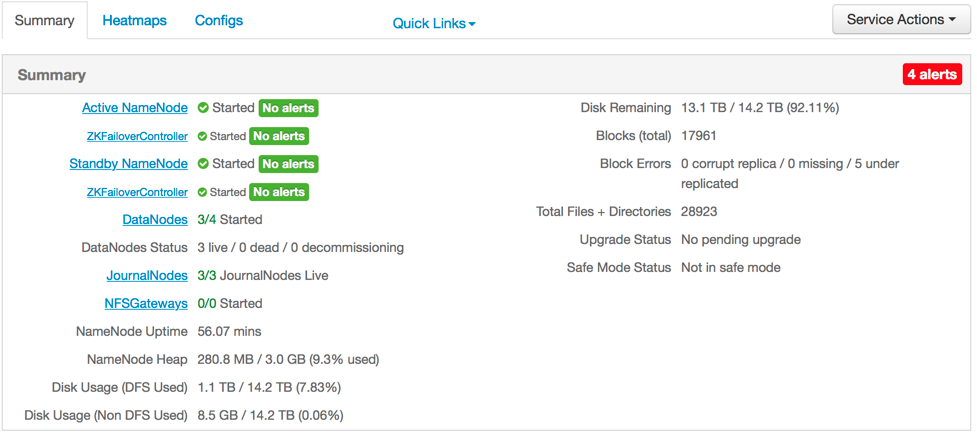 Summary Heatmaps Configs Quick Links Service Actions
Summary 4 alerts
Active NameNode Started No alerts
ZKFailoverController Started No alerts
Standby NameNode Started No alerts
ZKFailoverController Started No alerts
DataNodes 3/4 Started
DataNodes Status 3 live / 0 dead / 0 decommissioning
JournalNodes 3/3 JournalNodes Live
NFSGateways 0/0 Started
NameNode Uptime 56.07 mins
NameNode Heap 280.8 MB / 3.0 GB (9.3% used)
Disk Usage (DFS Used) 1.1 TB / 14.2 TB (7.83%)
Disk Usage (Non DFS Used) 8.5 GB / 14.2 TB (0.06%)
Disk Remaining 13.1 TB / 14.2 TB (92.11%)
Blocks (total) 17961
Block Errors 0 corrupt replica / 0 missing / 5 under
replicated
Total Files + Directories 28923
Upgrade Status No pending upgrade
Safe Mode Status Not in safe mode